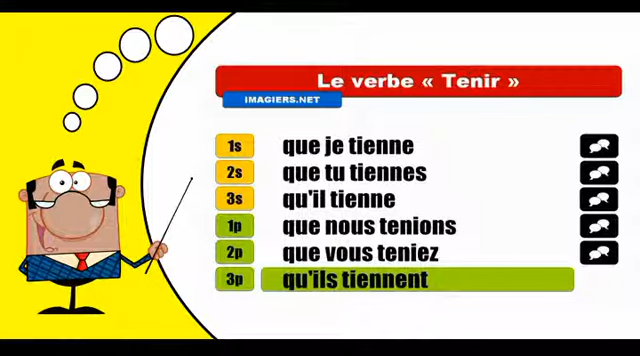 Le verbe « Tenir »
IMAGIERS.NET
1s que je tienne
2s que tu tiennes
3s qu'il tienne
1p que nous tenions
2p que vous teniez
3p qu'ils tiennent